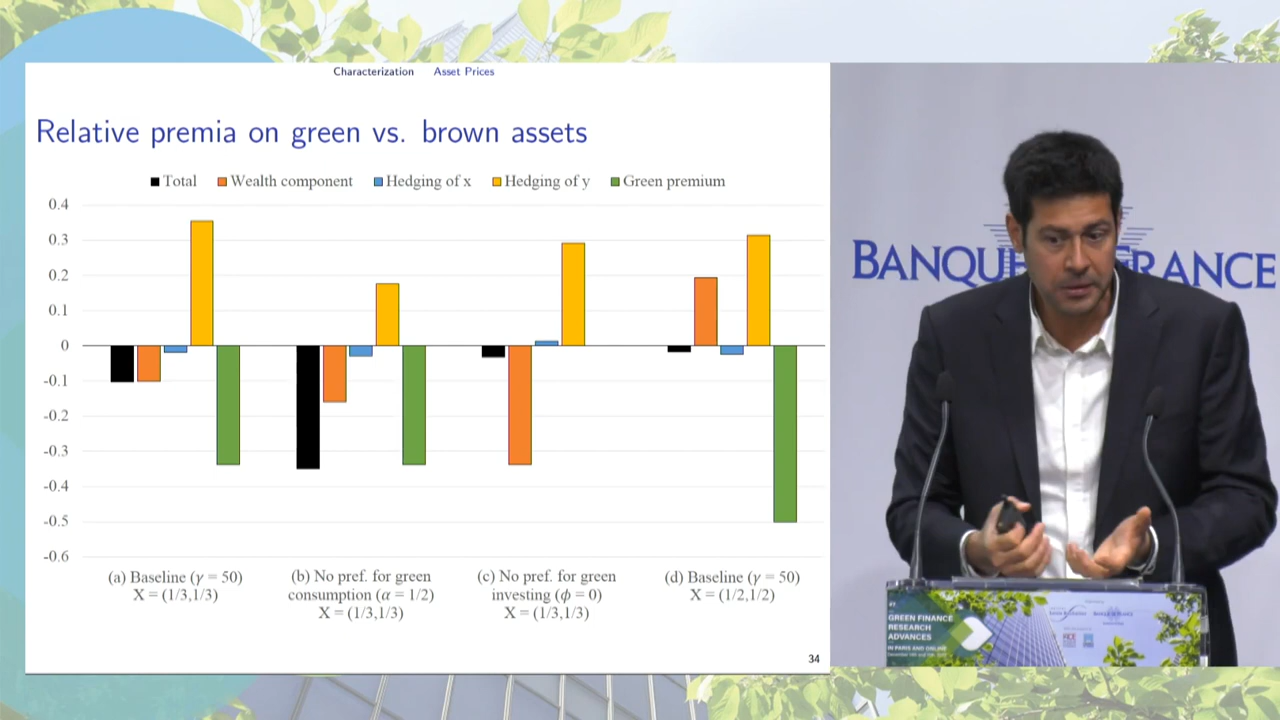 Characterization Asset Prices
Relative premia on green vs. brown assets
Total Wealth component Hedging of x Hedging of y Green premium
0.4
0.3
0.2
0.1
0
-0.1
-0.2
-0.3
-0.4
-0.5
-0.6
(a) Baseline (γ = 50)
X = (1/3,1/3)
(b) No pref. for green
consumption (α = 1/2)
X = (1/3,1/3)
(c) No pref. for green
investing (ϕ = 0)
X = (1/3,1/3)
(d) Baseline (γ = 50)
X = (1/2,1/2)
34
BANQUE FRANCE
GREEN FINANCE
RESEARCH
ADVANCES
IN PARIS AND ONLINE